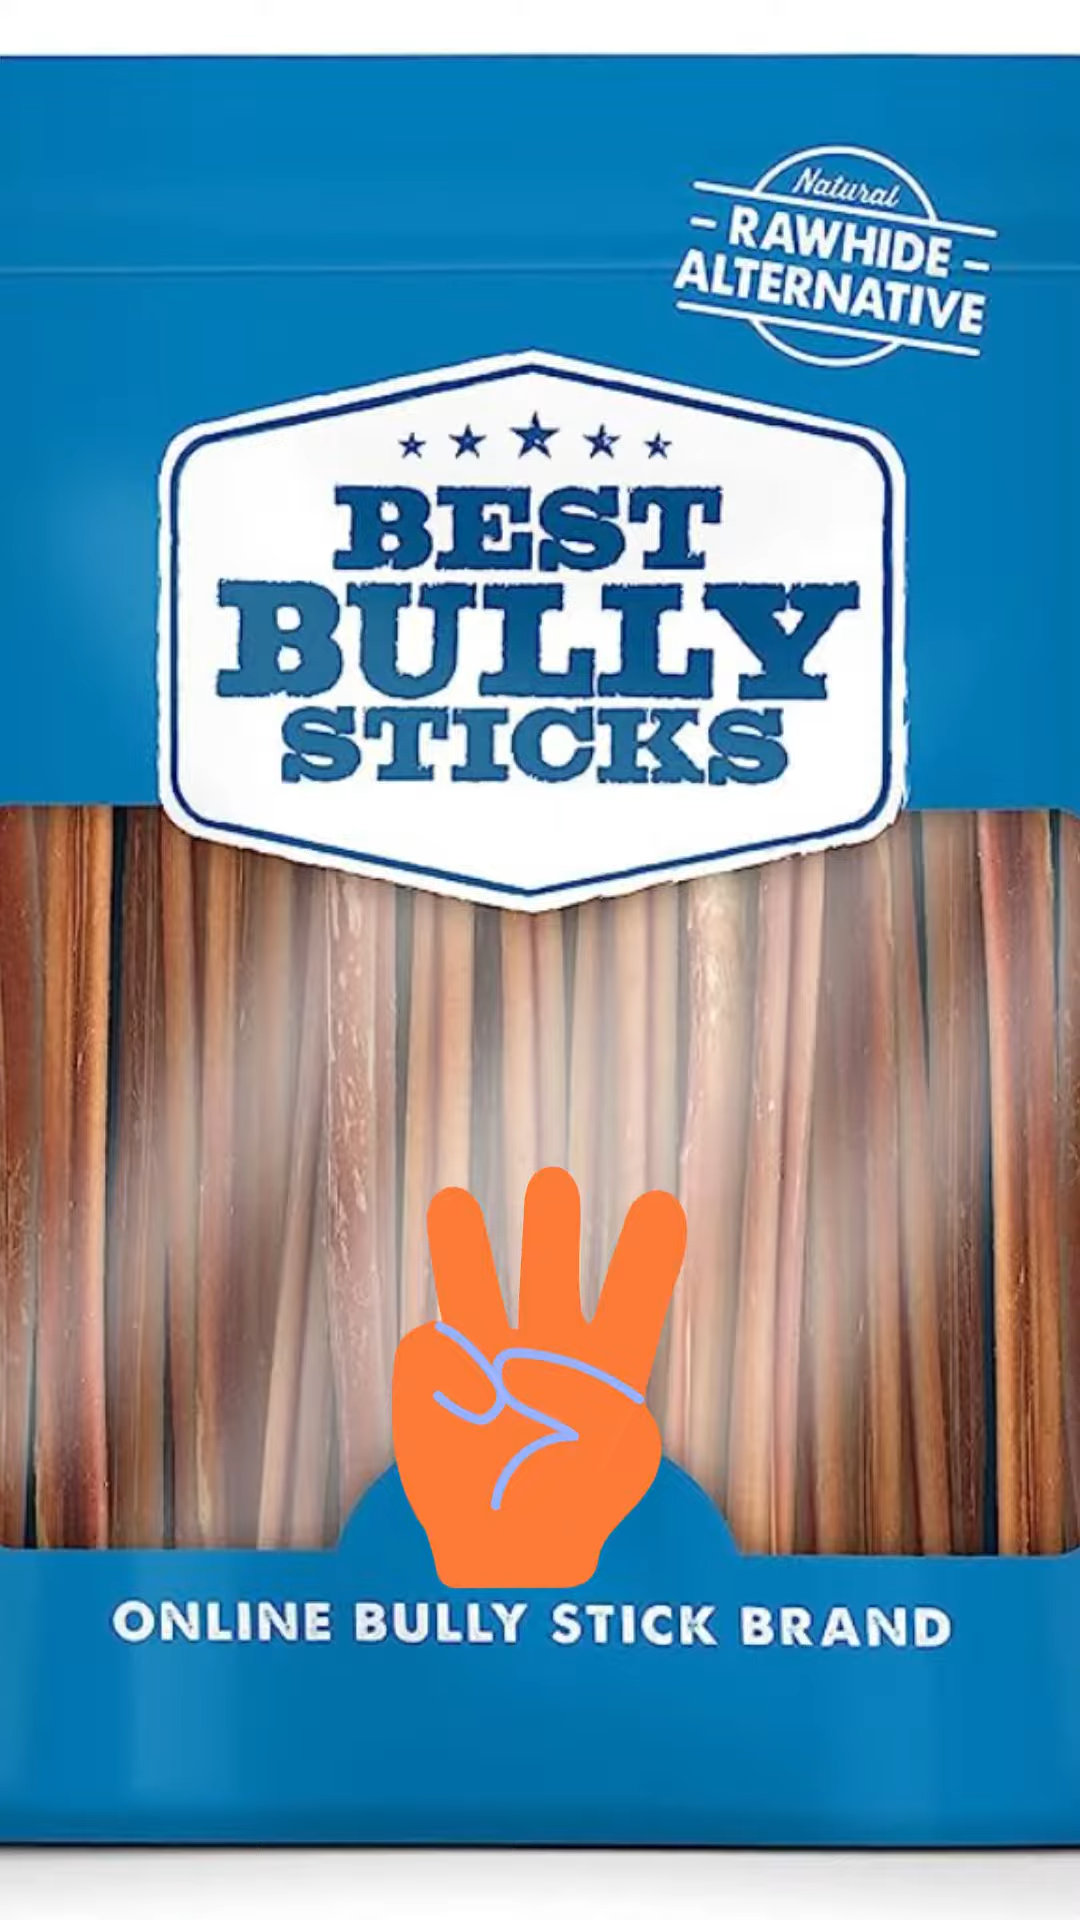 Natural
– RAWHIDE –
ALTERNATIVE
BEST
BULLY
STICKS
ONLINE BULLY STICK BRAND